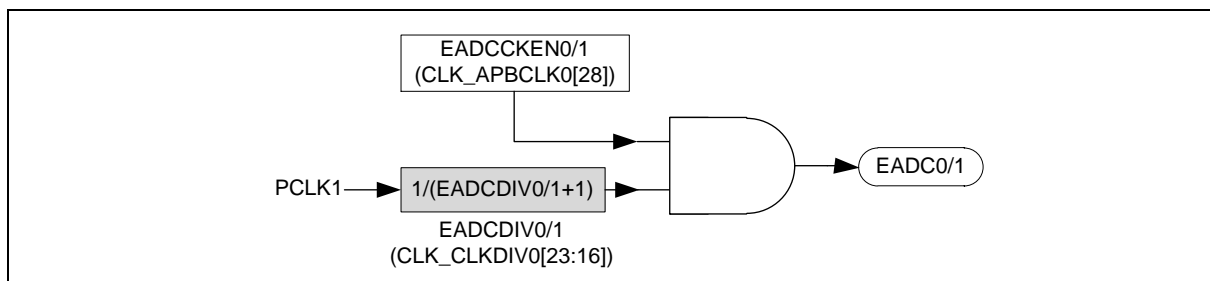 EADCCKEN0/1
(CLK_APBCLK0[28])
EADC0/1
PCLK1
1/(EADCDIV0/1+1)
EADCDIV0/1
(CLK_CLKDIV0[23:16])